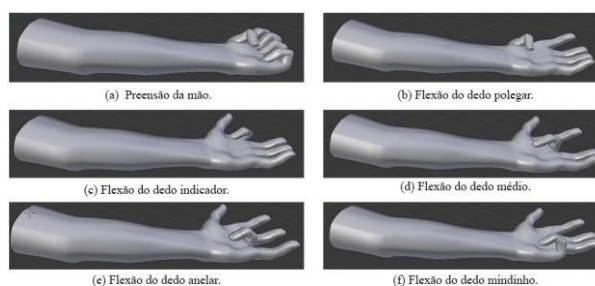 (a) Preensão da mão.
(b) Flexão do dedo polegar.
(c) Flexão do dedo indicador.
(d) Flexão do dedo médio.
(e) Flexão do dedo anelar.
(f) Flexão do dedo mindinho.